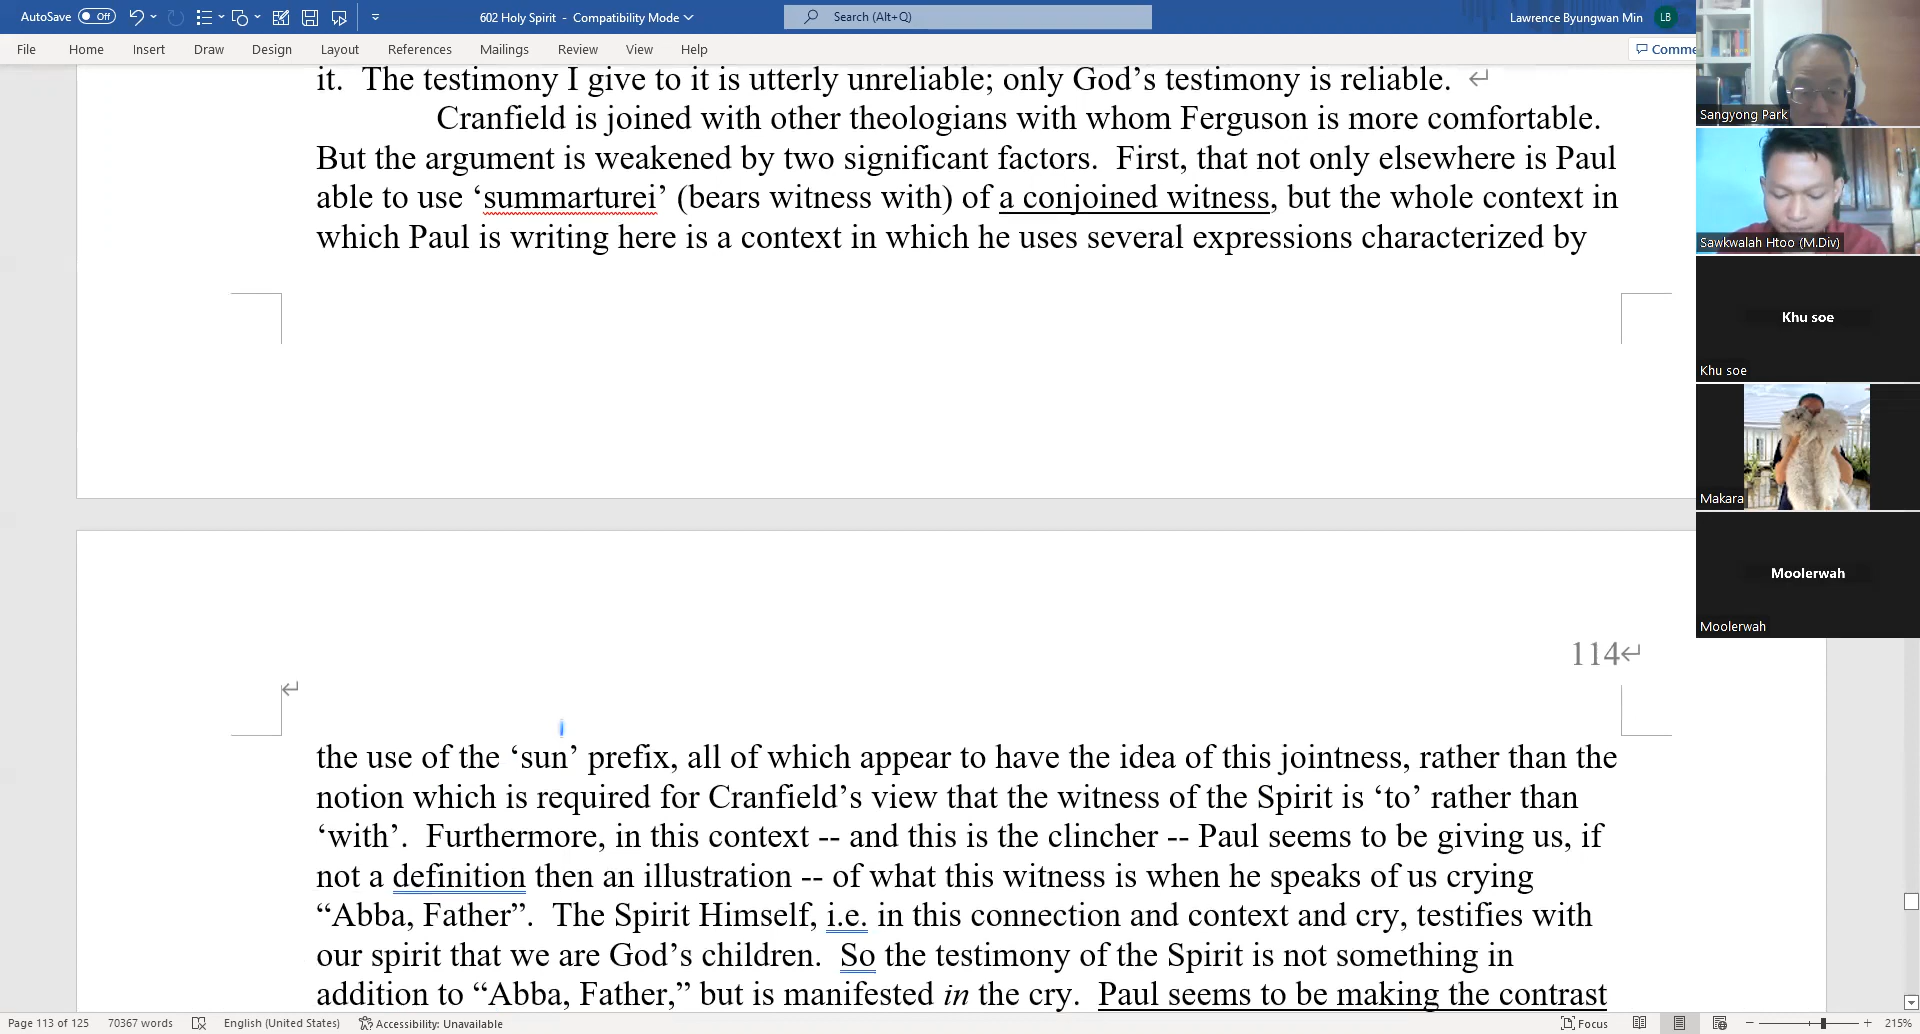 AutoSave Off
602 Holy Spirit - Compatibility Mode
Search (Alt+Q)
Lawrence Byungwan Min LB
File Home Insert Draw Design Layout References Mailings Review View Help
Comme
it. The testimony I give to it is utterly unreliable; only God’s testimony is reliable. ↵
Cranfield is joined with other theologians with whom Ferguson is more comfortable.
But the argument is weakened by two significant factors. First, that not only elsewhere is Paul
able to use ‘summarturei’ (bears witness with) of a conjoined witness, but the whole context in
which Paul is writing here is a context in which he uses several expressions characterized by
114↵
↵
the use of the ‘sun’ prefix, all of which appear to have the idea of this jointness, rather than the
notion which is required for Cranfield’s view that the witness of the Spirit is ‘to’ rather than
‘with’. Furthermore, in this context -- and this is the clincher -- Paul seems to be giving us, if
not a definition then an illustration -- of what this witness is when he speaks of us crying
“Abba, Father”. The Spirit Himself, i.e. in this connection and context and cry, testifies with
our spirit that we are God’s children. So the testimony of the Spirit is not something in
addition to “Abba, Father,” but is manifested in the cry. Paul seems to be making the contrast
Sangyong Park
Sawkwalah Htoo (M.Div)
Khu soe
Khu soe
Makara
Moolerwah
Moolerwah
Page 113 of 125 70367 words English (United States) Accessibility: Unavailable
Focus 215%